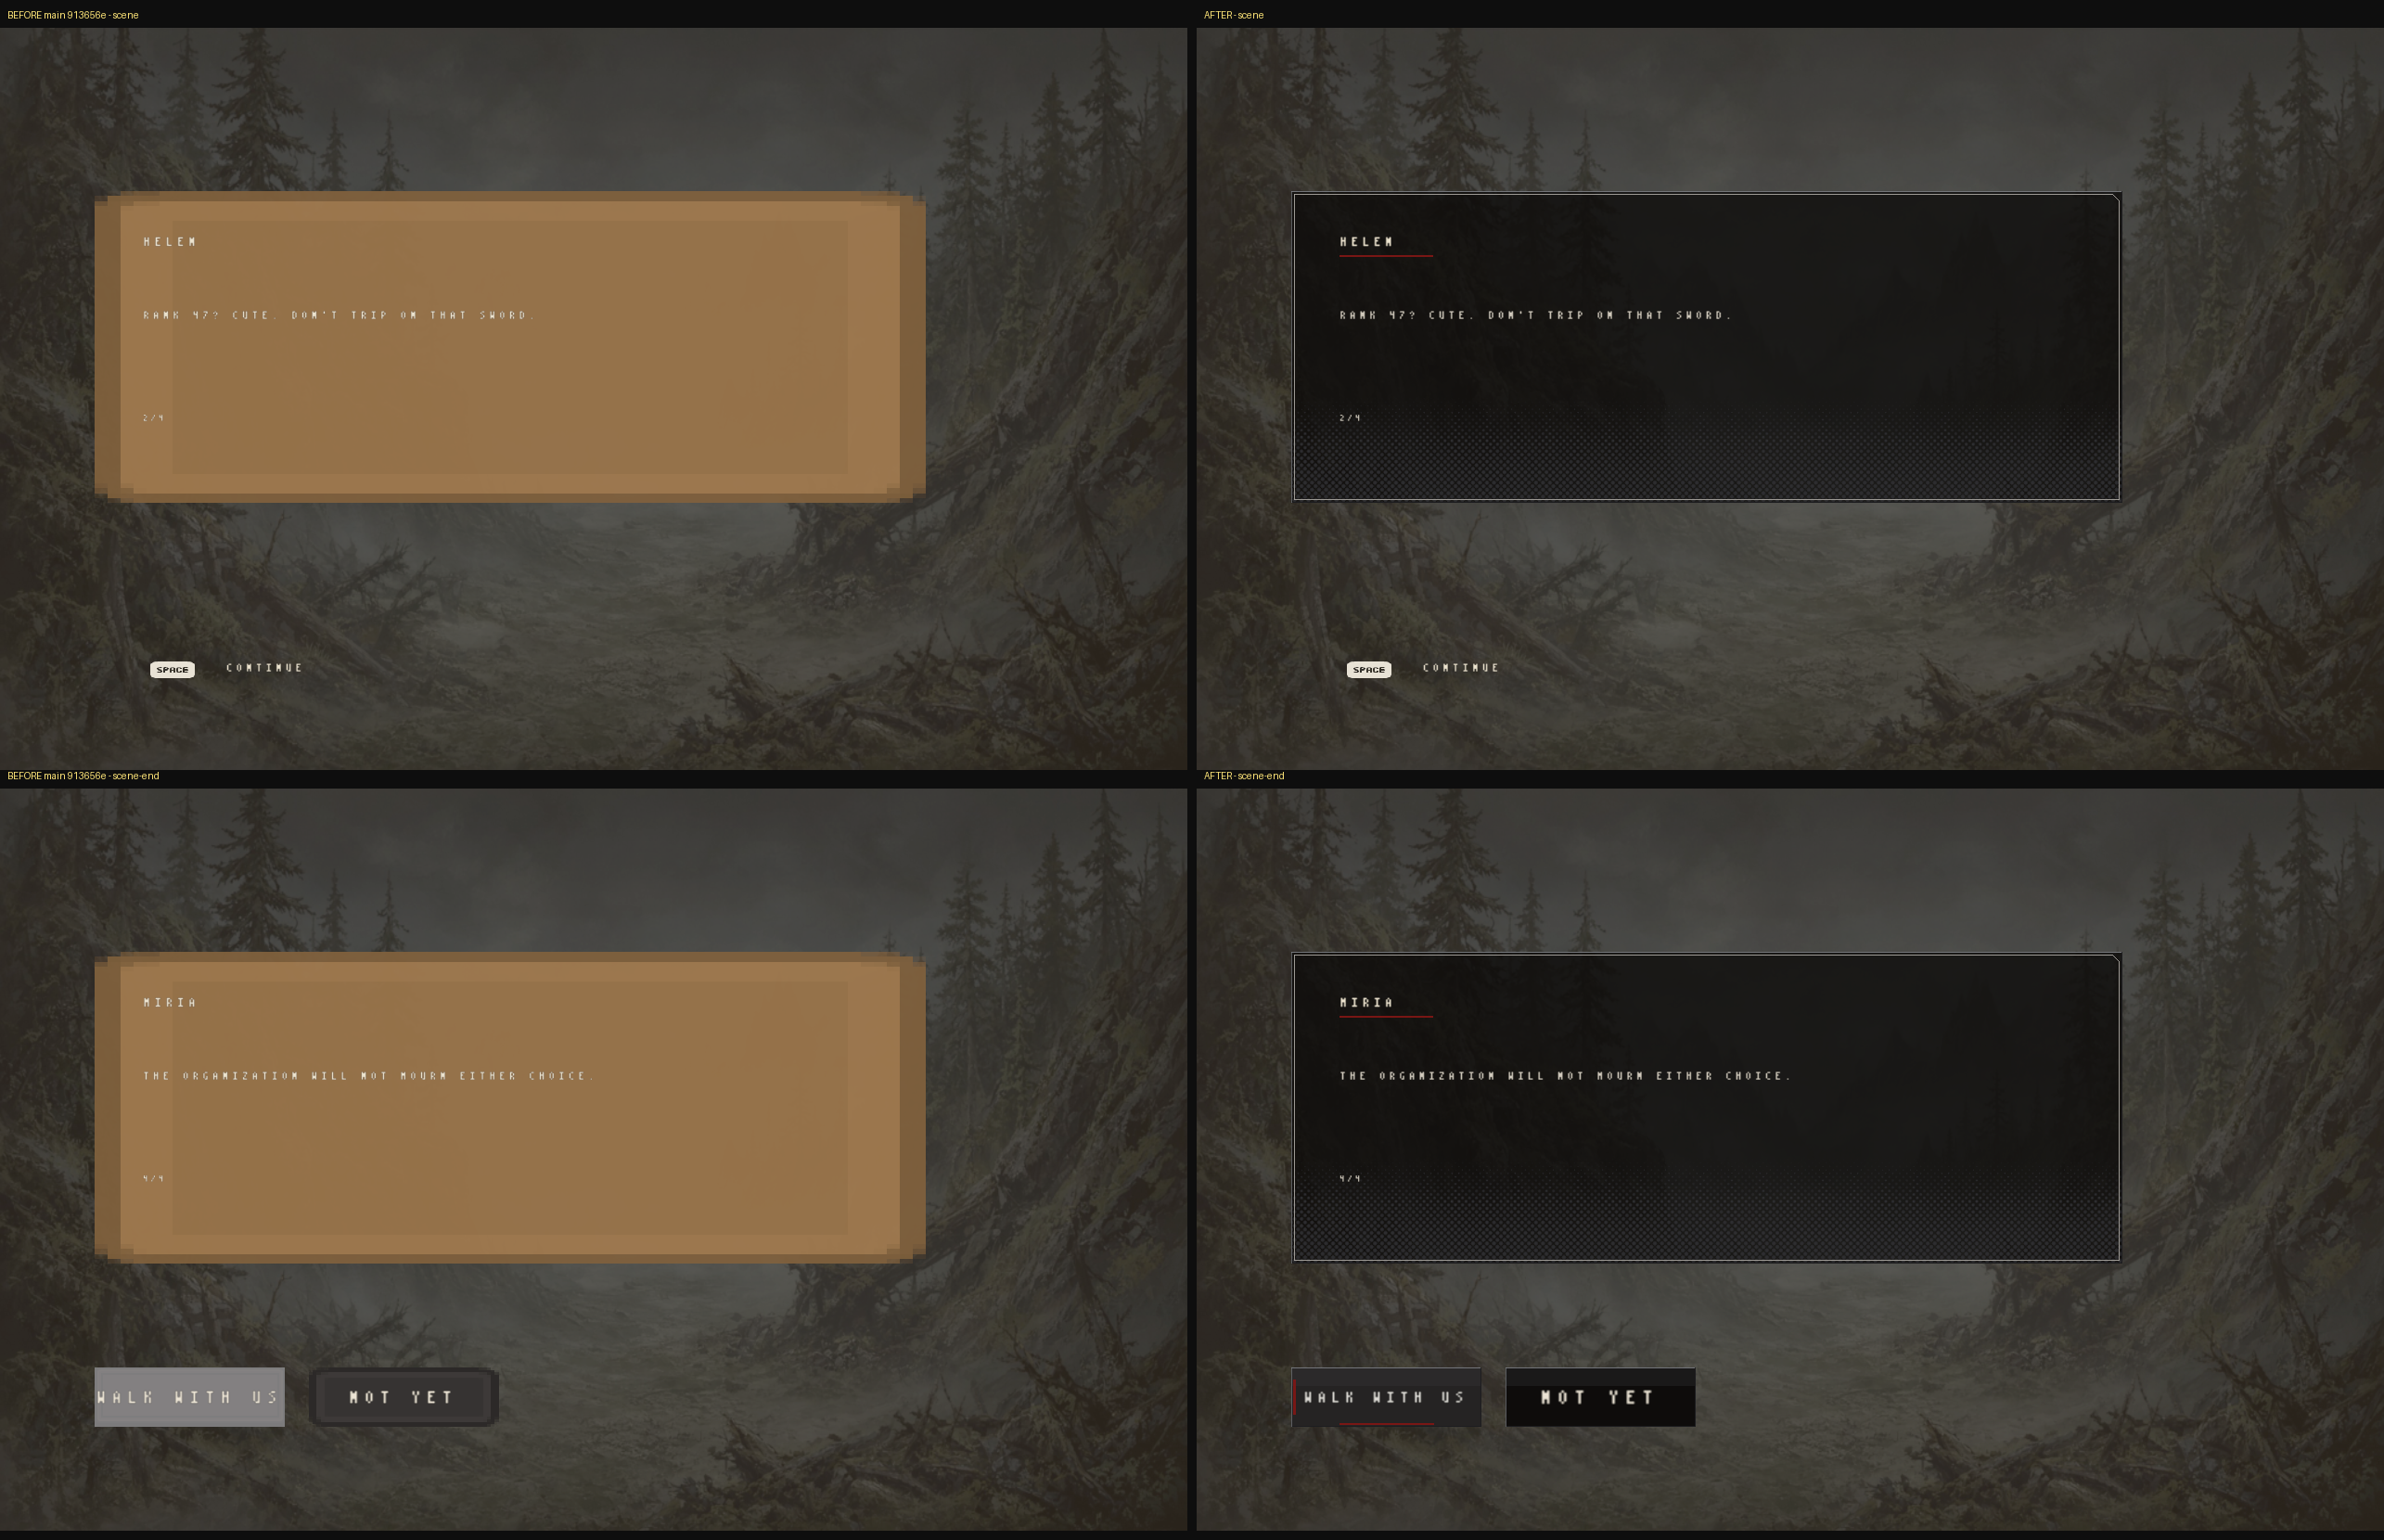 BEFORE main 913656e - scene
HELEN
RANK 47? CUTE. DON'T TRIP ON THAT SWORD.
2/4
SPACE CONTINUE
AFTER - scene
HELEN
RANK 47? CUTE. DON'T TRIP ON THAT SWORD.
2/4
SPACE CONTINUE
BEFORE main 913656e - scene-end
MIRIA
THE ORGANIZATION WILL NOT MOURN EITHER CHOICE.
4/4
WALK WITH US NOT YET
AFTER - scene-end
MIRIA
THE ORGANIZATION WILL NOT MOURN EITHER CHOICE.
4/4
WALK WITH US NOT YET